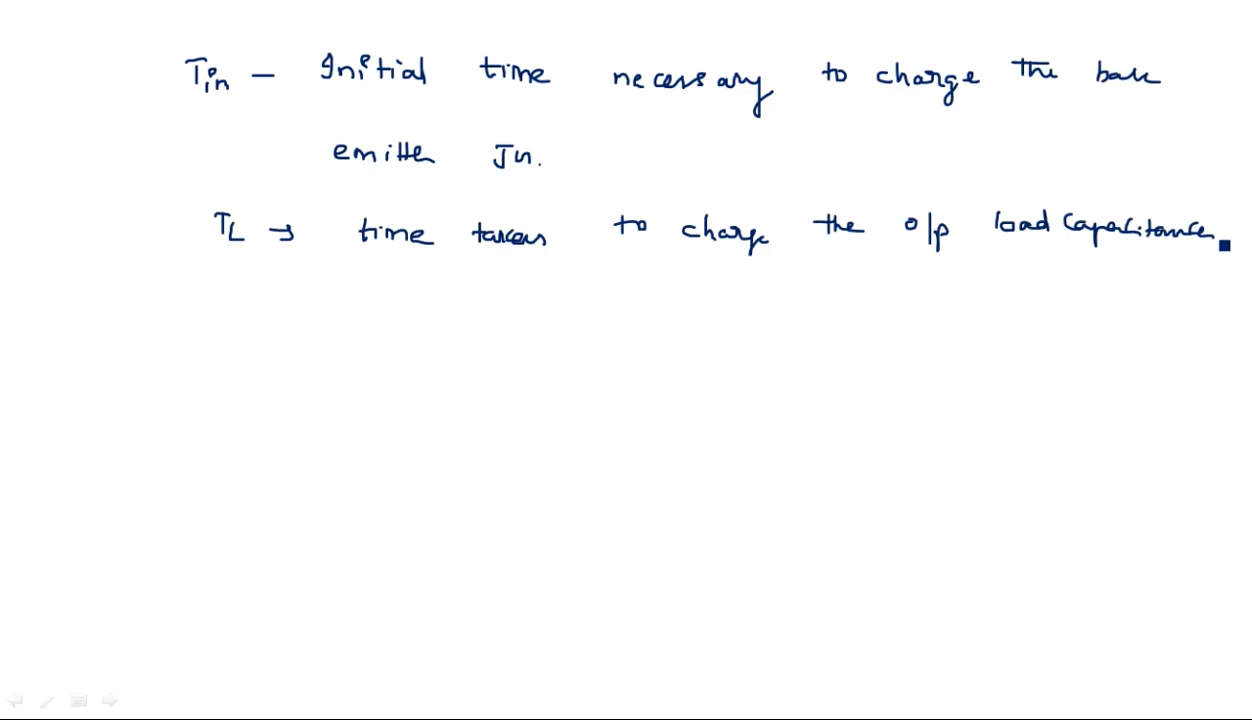 Tin - Initial time necessary to charge the base
emitter Jn.
TL → time taken to charge the o/p load capacitance.